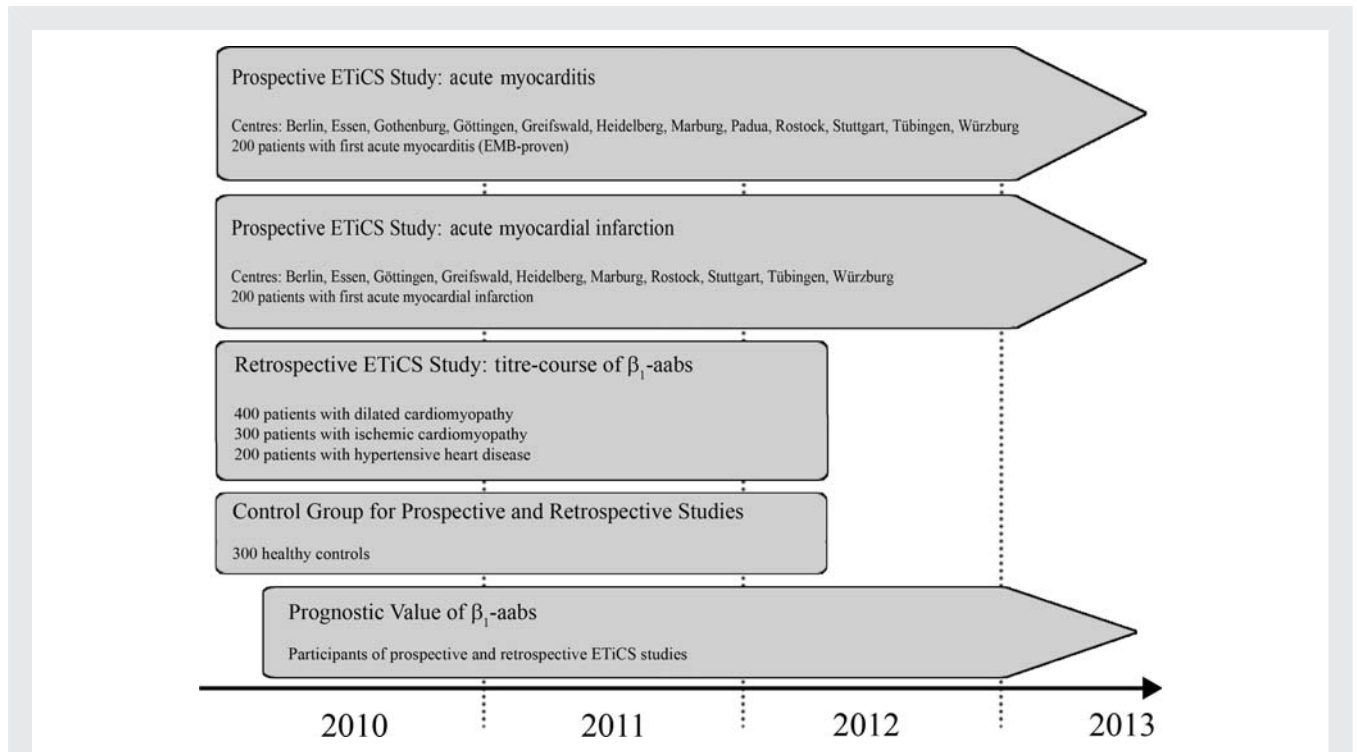 Prospective ETiCS Study: acute myocarditis
Centres: Berlin, Essen, Gothenburg, Göttingen, Greifswald, Heidelberg, Marburg, Padua, Rostock, Stuttgart, Tübingen, Würzburg
200 patients with first acute myocarditis (EMB-proven)
Prospective ETiCS Study: acute myocardial infarction
Centres: Berlin, Essen, Göttingen, Greifswald, Heidelberg, Marburg, Rostock, Stuttgart, Tübingen, Würzburg
200 patients with first acute myocardial infarction
Retrospective ETiCS Study: titre-course of β₁-aabs
400 patients with dilated cardiomyopathy
300 patients with ischemic cardiomyopathy
200 patients with hypertensive heart disease
Control Group for Prospective and Retrospective Studies
300 healthy controls
Prognostic Value of β₁-aabs
Participants of prospective and retrospective ETiCS studies
2010 2011 2012 2013